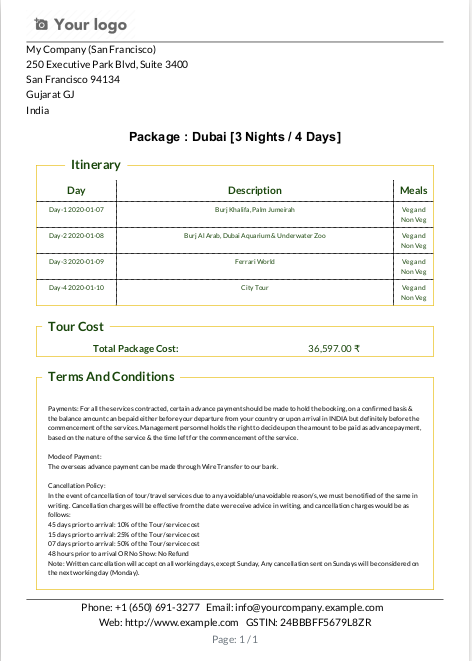 Your logo
My Company (San Francisco)
250 Executive Park Blvd, Suite 3400
San Francisco 94134
Gujarat GJ
India
Package : Dubai [3 Nights / 4 Days]
Itinerary
Day Description Meals
Day-1 2020-01-07 Burj Khalifa, Palm Jumeirah Veg and
Non Veg
Day-2 2020-01-08 Burj Al Arab, Dubai Aquarium & Underwater Zoo Veg and
Non Veg
Day-3 2020-01-09 Ferrari World Veg and
Non Veg
Day-4 2020-01-10 City Tour Veg and
Non Veg
Tour Cost
Total Package Cost: 36,597.00 ₹
Terms And Conditions
Payments: For all the services contracted, certain advance payment should be made to hold the booking, on a confirmed basis &
the balance amount can be paid either before your departure from your country or upon arrival in INDIA but definitely before the
commencement of the services. Management personnel holds the right to decide upon the amount to be paid as advance payment,
based on the nature of the service & the time left for the commencement of the service.
Mode of Payment:
The overseas advance payment can be made through Wire Transfer to our bank.
Cancellation Policy:
In the event of cancellation of tour/travel services due to any avoidable/unavoidable reason/s, we must be notified of the same in
writing. Cancellation charges will be effective from the date we receive advice in writing, and cancellation charges would be as
follows:
45 days prior to arrival: 10% of the Tour/service cost
15 days prior to arrival: 25% of the Tour/service cost
07 days prior to arrival: 50% of the Tour/service cost
48 hours prior to arrival OR No Show: No Refund
Note: Written cancellation will accept on all working days, except Sunday, Any cancellation sent on Sundays will be considered on
the next working day (Monday).
Phone: +1 (650) 691-3277 Email: info@yourcompany.example.com
Web: http://www.example.com GSTIN: 24BBBFF5679L8ZR
Page: 1 / 1